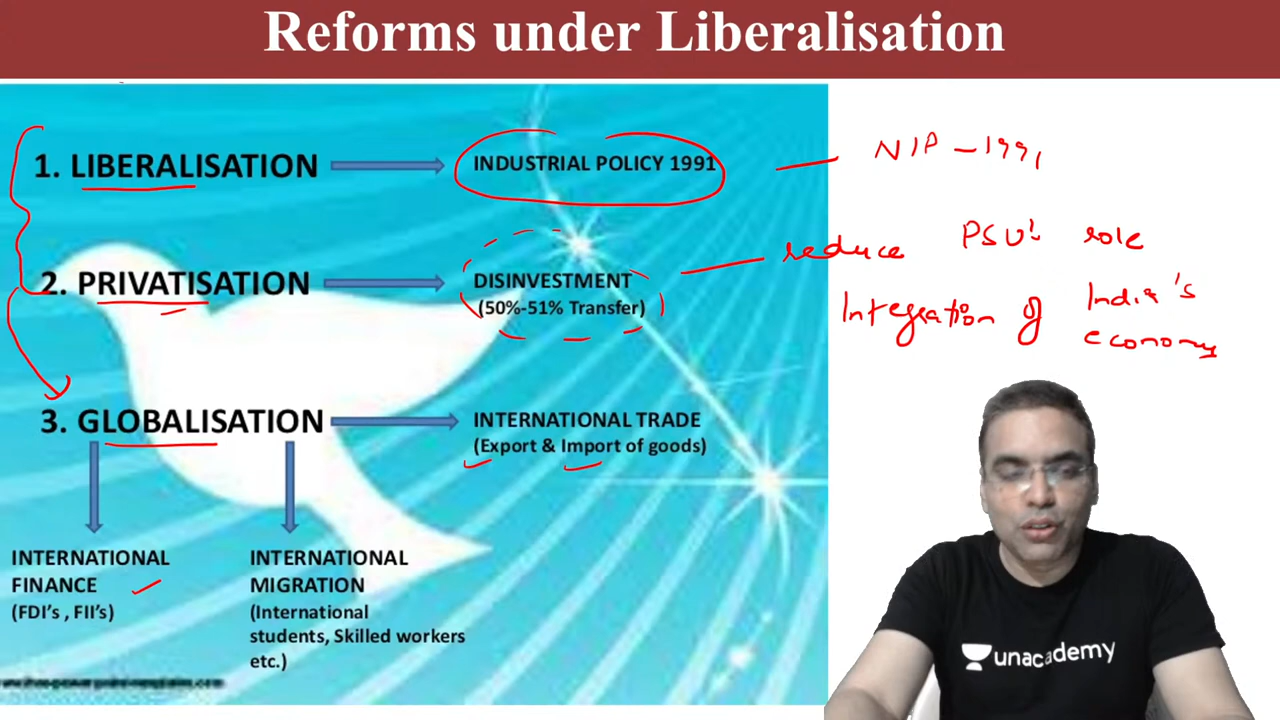 Reforms under Liberalisation
1. LIBERALISATION
INDUSTRIAL POLICY 1991
NIP - 1991
2. PRIVATISATION
DISINVESTMENT
(50%-51% Transfer)
reduce PSU's role
Integration of India's
economy
3. GLOBALISATION
INTERNATIONAL TRADE
(Export & Import of goods)
INTERNATIONAL
FINANCE
(FDI's , FII's)
INTERNATIONAL
MIGRATION
(International
students, Skilled workers
etc.)
unacademy